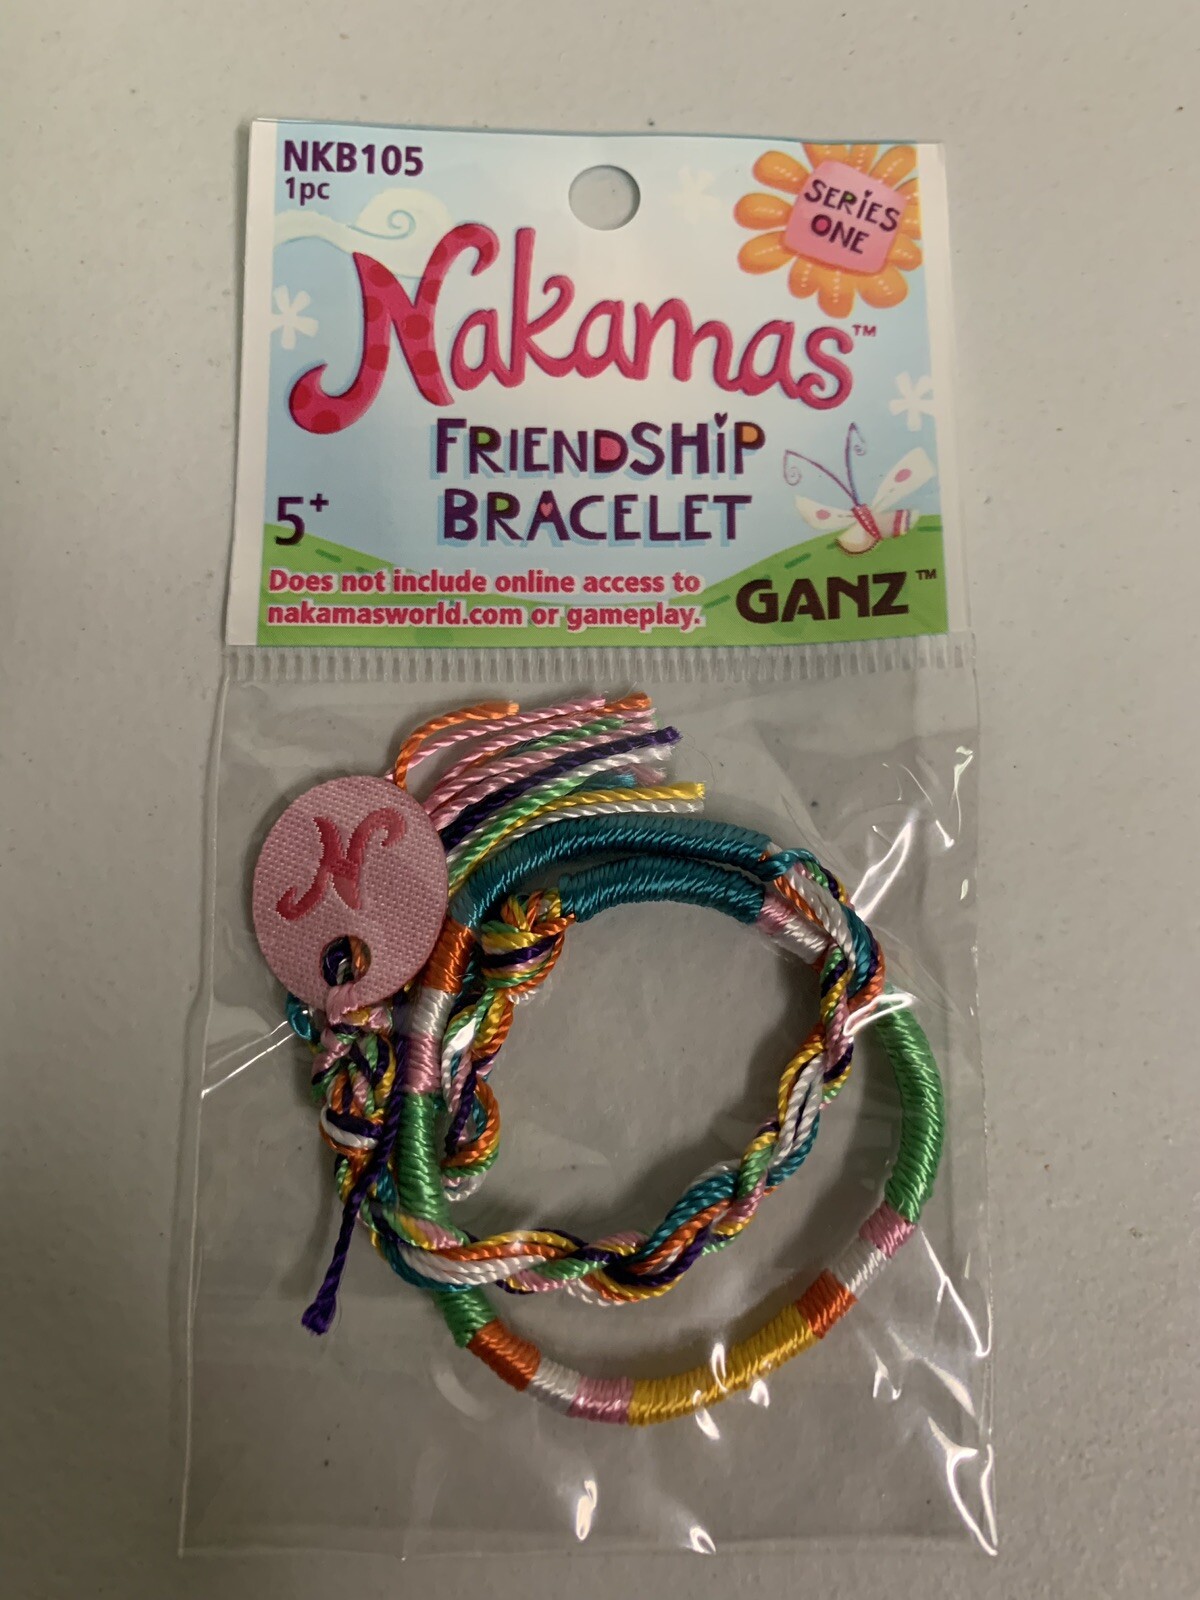 NKB105
1pc
SERiES
ONE
Nakamas™
FRIENDSHiP
BRACELET
5+
Does not include online access to
nakamasworld.com or gameplay.
GANZ™
N